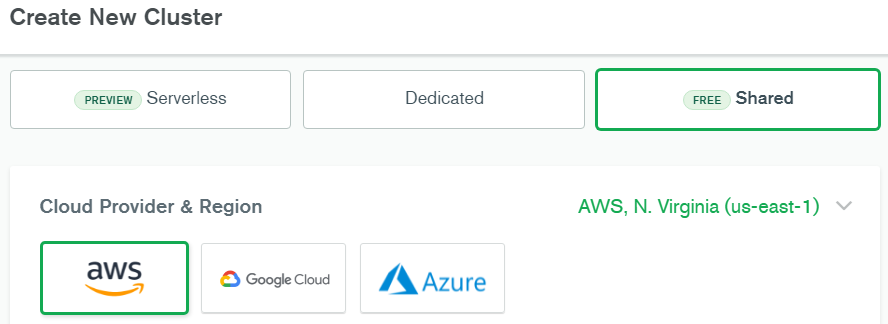 Create New Cluster
PREVIEW Serverless
Dedicated
FREE Shared
Cloud Provider & Region
AWS, N. Virginia (us-east-1)
aws
Google Cloud
Azure